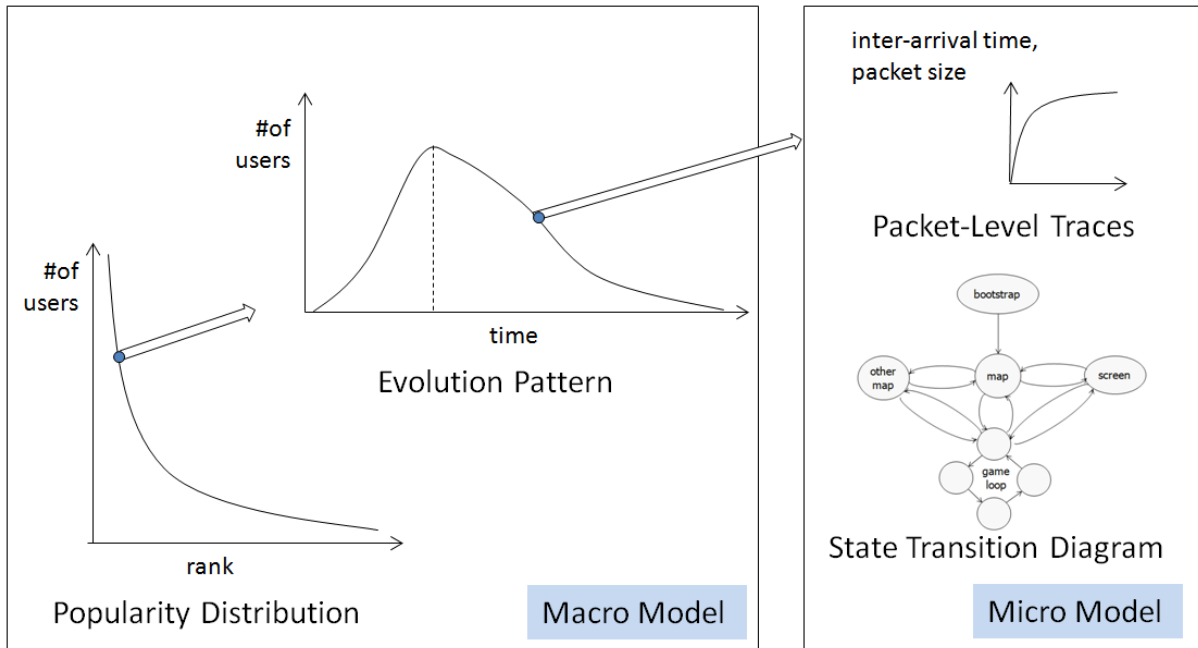 #of
users
time
Evolution Pattern
#of
users
rank
Popularity Distribution
Macro Model
inter-arrival time,
packet size
Packet-Level Traces
bootstrap
other
map
map
screen
game
loop
State Transition Diagram
Micro Model